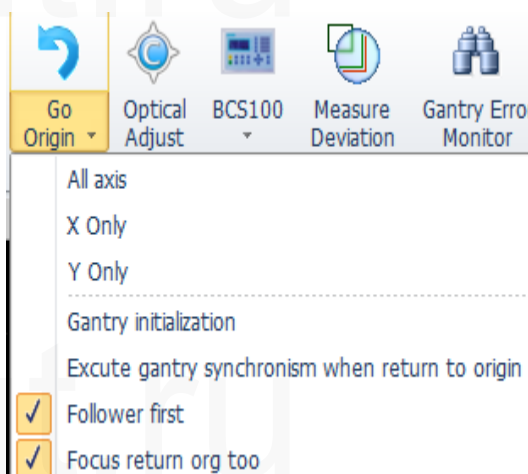 Go Origin
Optical Adjust
BCS100
Measure Deviation
Gantry Erro
Monitor
All axis
X Only
Y Only
Gantry initialization
Excute gantry synchronism when return to origin
Follower first
Focus return org too